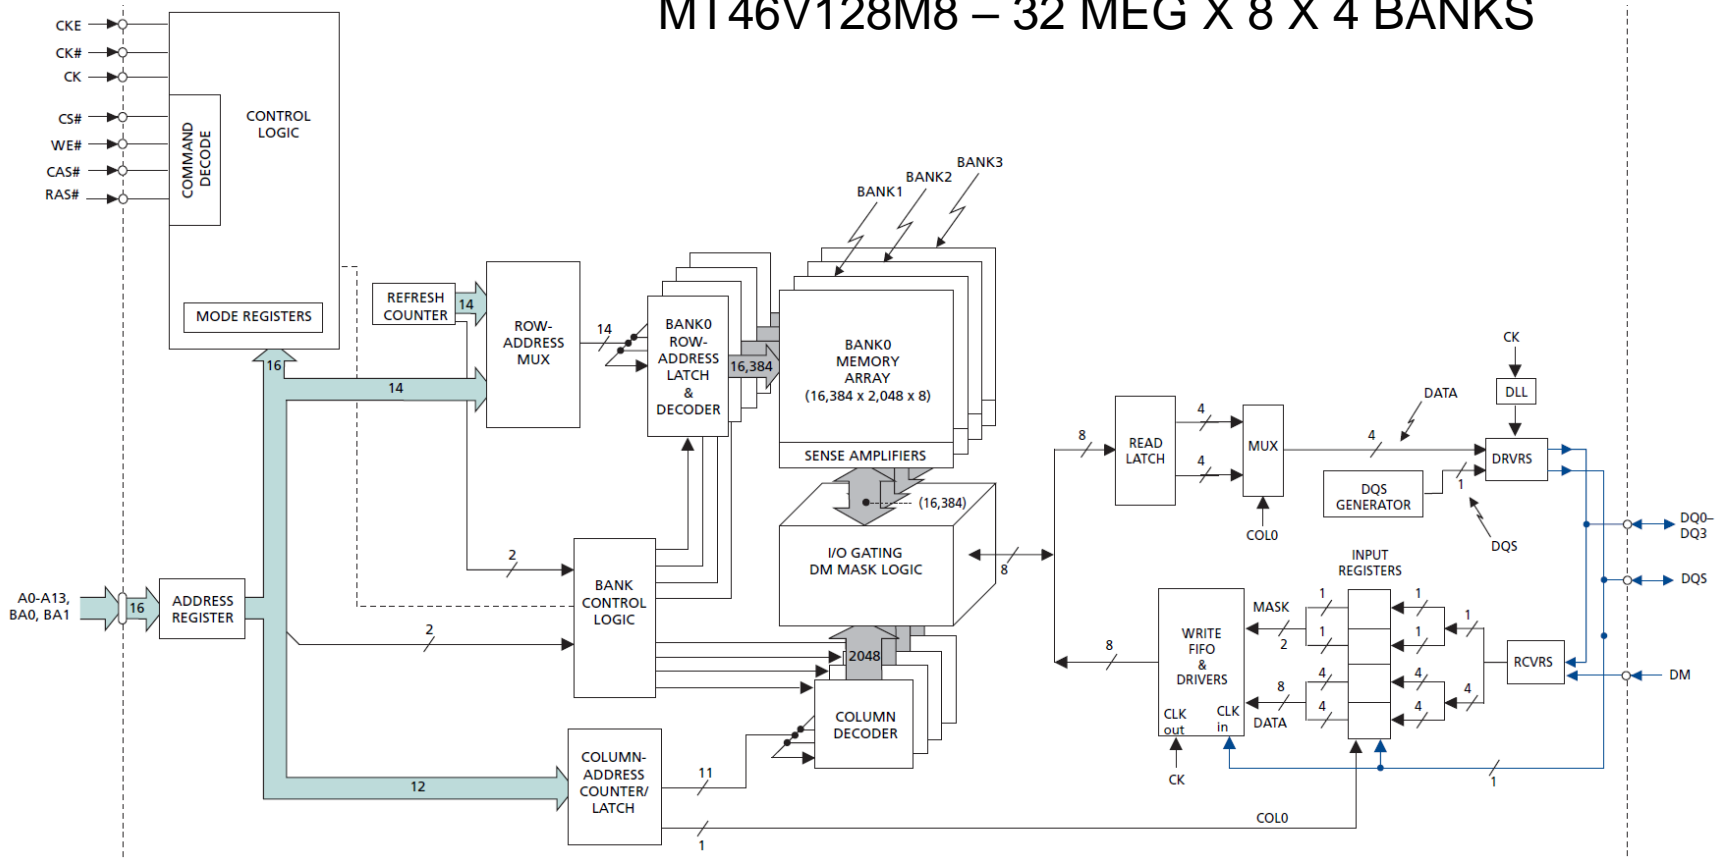 MT46V128M8 – 32 MEG X 8 X 4 BANKS
CKE
CK#
CK
CS#
WE#
CAS#
RAS#
COMMAND
DECODE
CONTROL
LOGIC
MODE REGISTERS
16
14
REFRESH
COUNTER
14
ROW-
ADDRESS
MUX
14
BANK0
ROW-
ADDRESS
LATCH
&
DECODER
16,384
BANK1
BANK2
BANK3
BANK0
MEMORY
ARRAY
(16,384 x 2,048 x 8)
SENSE AMPLIFIERS
(16,384)
I/O GATING
DM MASK LOGIC
8
2048
COLUMN
DECODER
A0-A13,
BA0, BA1
16
ADDRESS
REGISTER
2
2
BANK
CONTROL
LOGIC
12
COLUMN-
ADDRESS
COUNTER/
LATCH
11
1
COL0
8
READ
LATCH
4
4
MUX
COL0
4
DATA
CK
DLL
DQS
GENERATOR
1
DQS
DRVRS
DQ0–
DQ3
DQS
DM
INPUT
REGISTERS
8
WRITE
FIFO
&
DRIVERS
CLK
out
CLK
in
CK
MASK
2
8
DATA
1
1
4
4
1
1
4
4
1
4
RCVRS
1